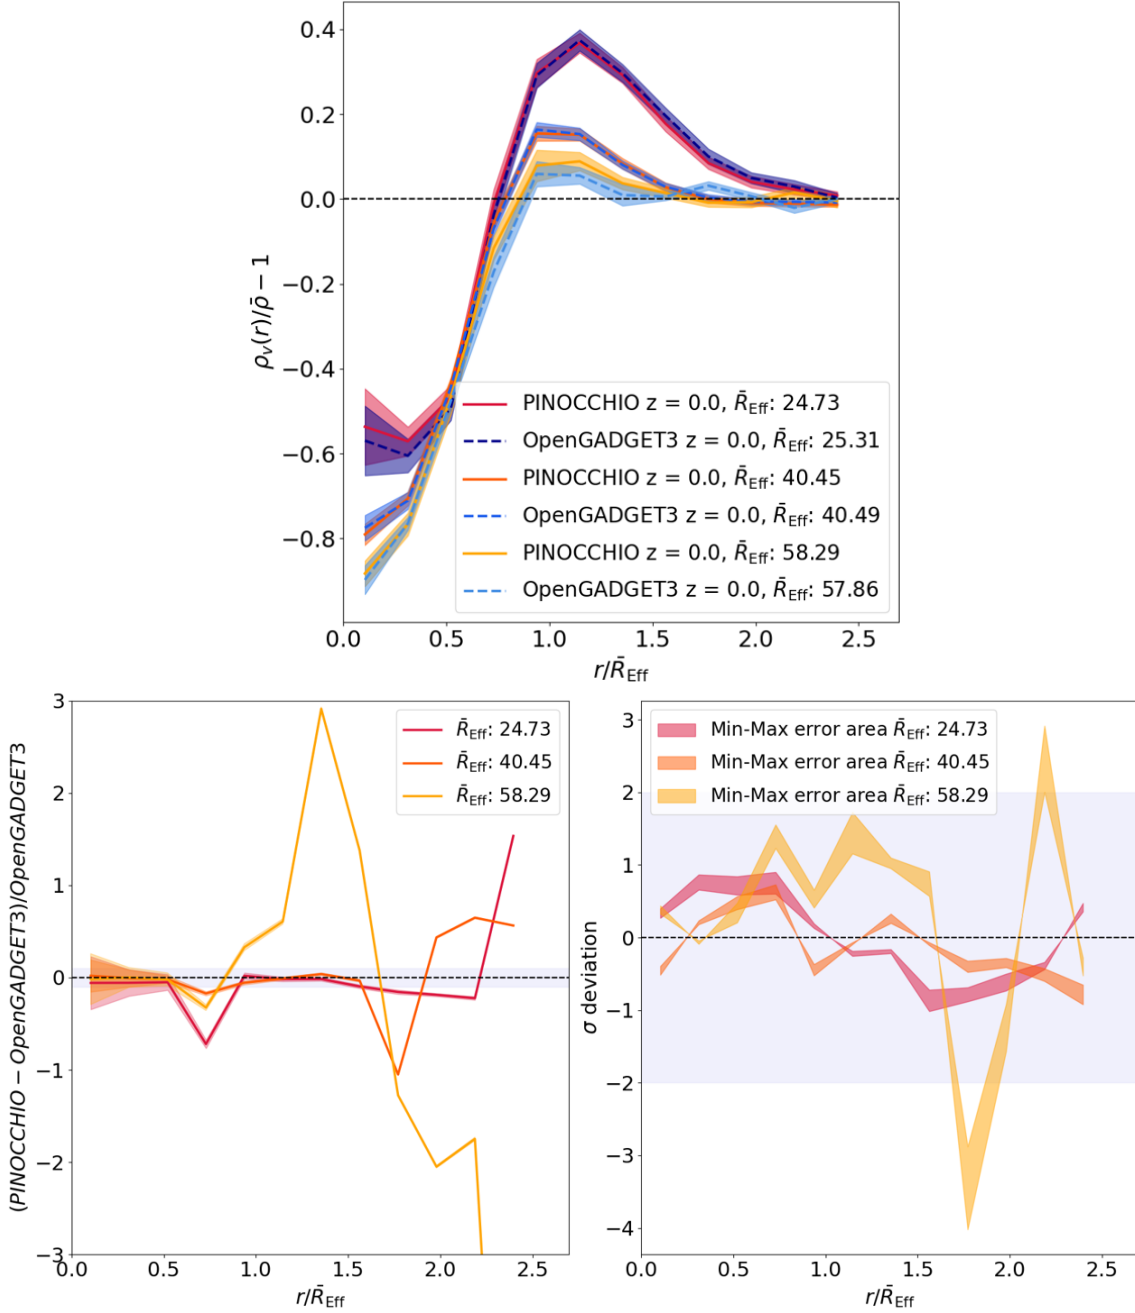 0.4
0.2
0.0
−0.2
−0.4
−0.6
−0.8
ρᵥ(r)/ρ̄ − 1
PINOCCHIO z = 0.0, R̄Eff: 24.73
OpenGADGET3 z = 0.0, R̄Eff: 25.31
PINOCCHIO z = 0.0, R̄Eff: 40.45
OpenGADGET3 z = 0.0, R̄Eff: 40.49
PINOCCHIO z = 0.0, R̄Eff: 58.29
OpenGADGET3 z = 0.0, R̄Eff: 57.86
0.0 0.5 1.0 1.5 2.0 2.5
r/R̄Eff
3
2
1
0
−1
−2
−3
(PINOCCHIO − OpenGADGET3)/OpenGADGET3
R̄Eff: 24.73
R̄Eff: 40.45
R̄Eff: 58.29
0.0 0.5 1.0 1.5 2.0 2.5
r/R̄Eff
3
2
1
0
−1
−2
−3
−4
σ deviation
Min-Max error area R̄Eff: 24.73
Min-Max error area R̄Eff: 40.45
Min-Max error area R̄Eff: 58.29
0.0 0.5 1.0 1.5 2.0 2.5
r/R̄Eff